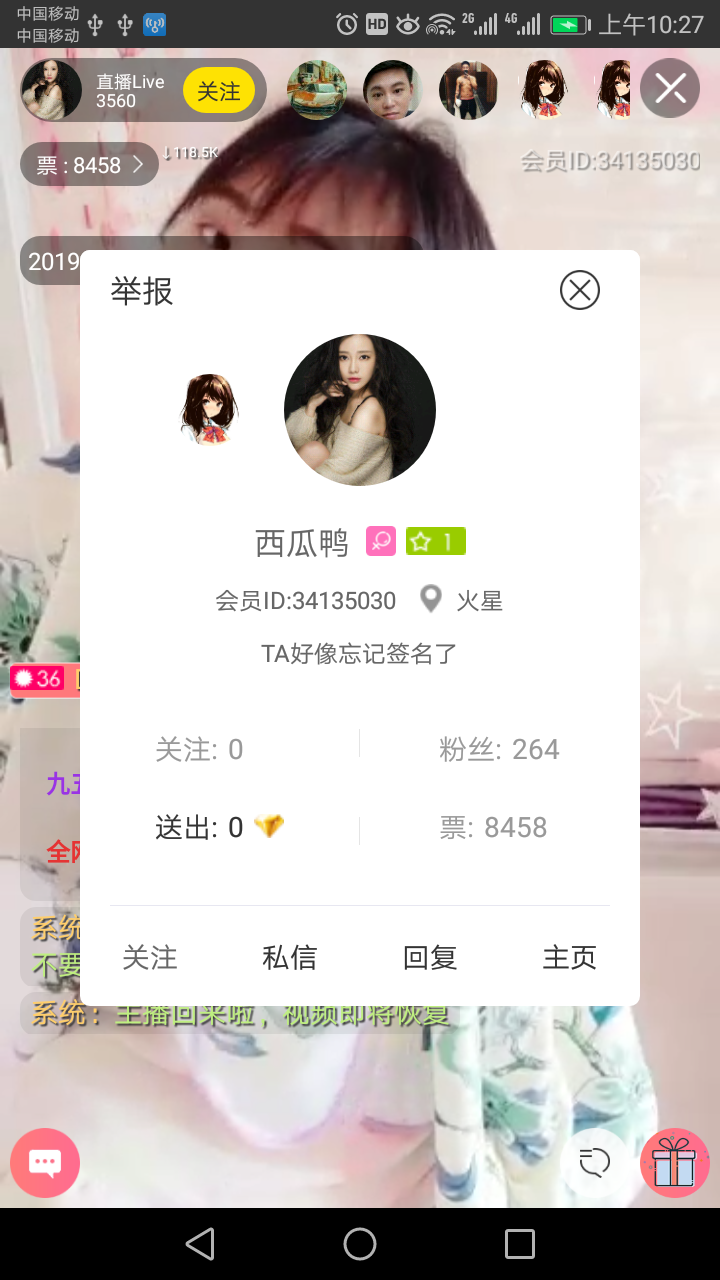 中国移动
中国移动
HD
2G
4G
上午10:27
直播Live
3560
关注
票 : 8458
↓118.5K
会员ID:34135030
2019
举报
西瓜鸭
1
会员ID:34135030
火星
TA好像忘记签名了
36
关注: 0
粉丝: 264
九五
送出: 0
票: 8458
全网
系统
不要
关注
私信
回复
主页
系统：主播回来啦，视频即将恢复